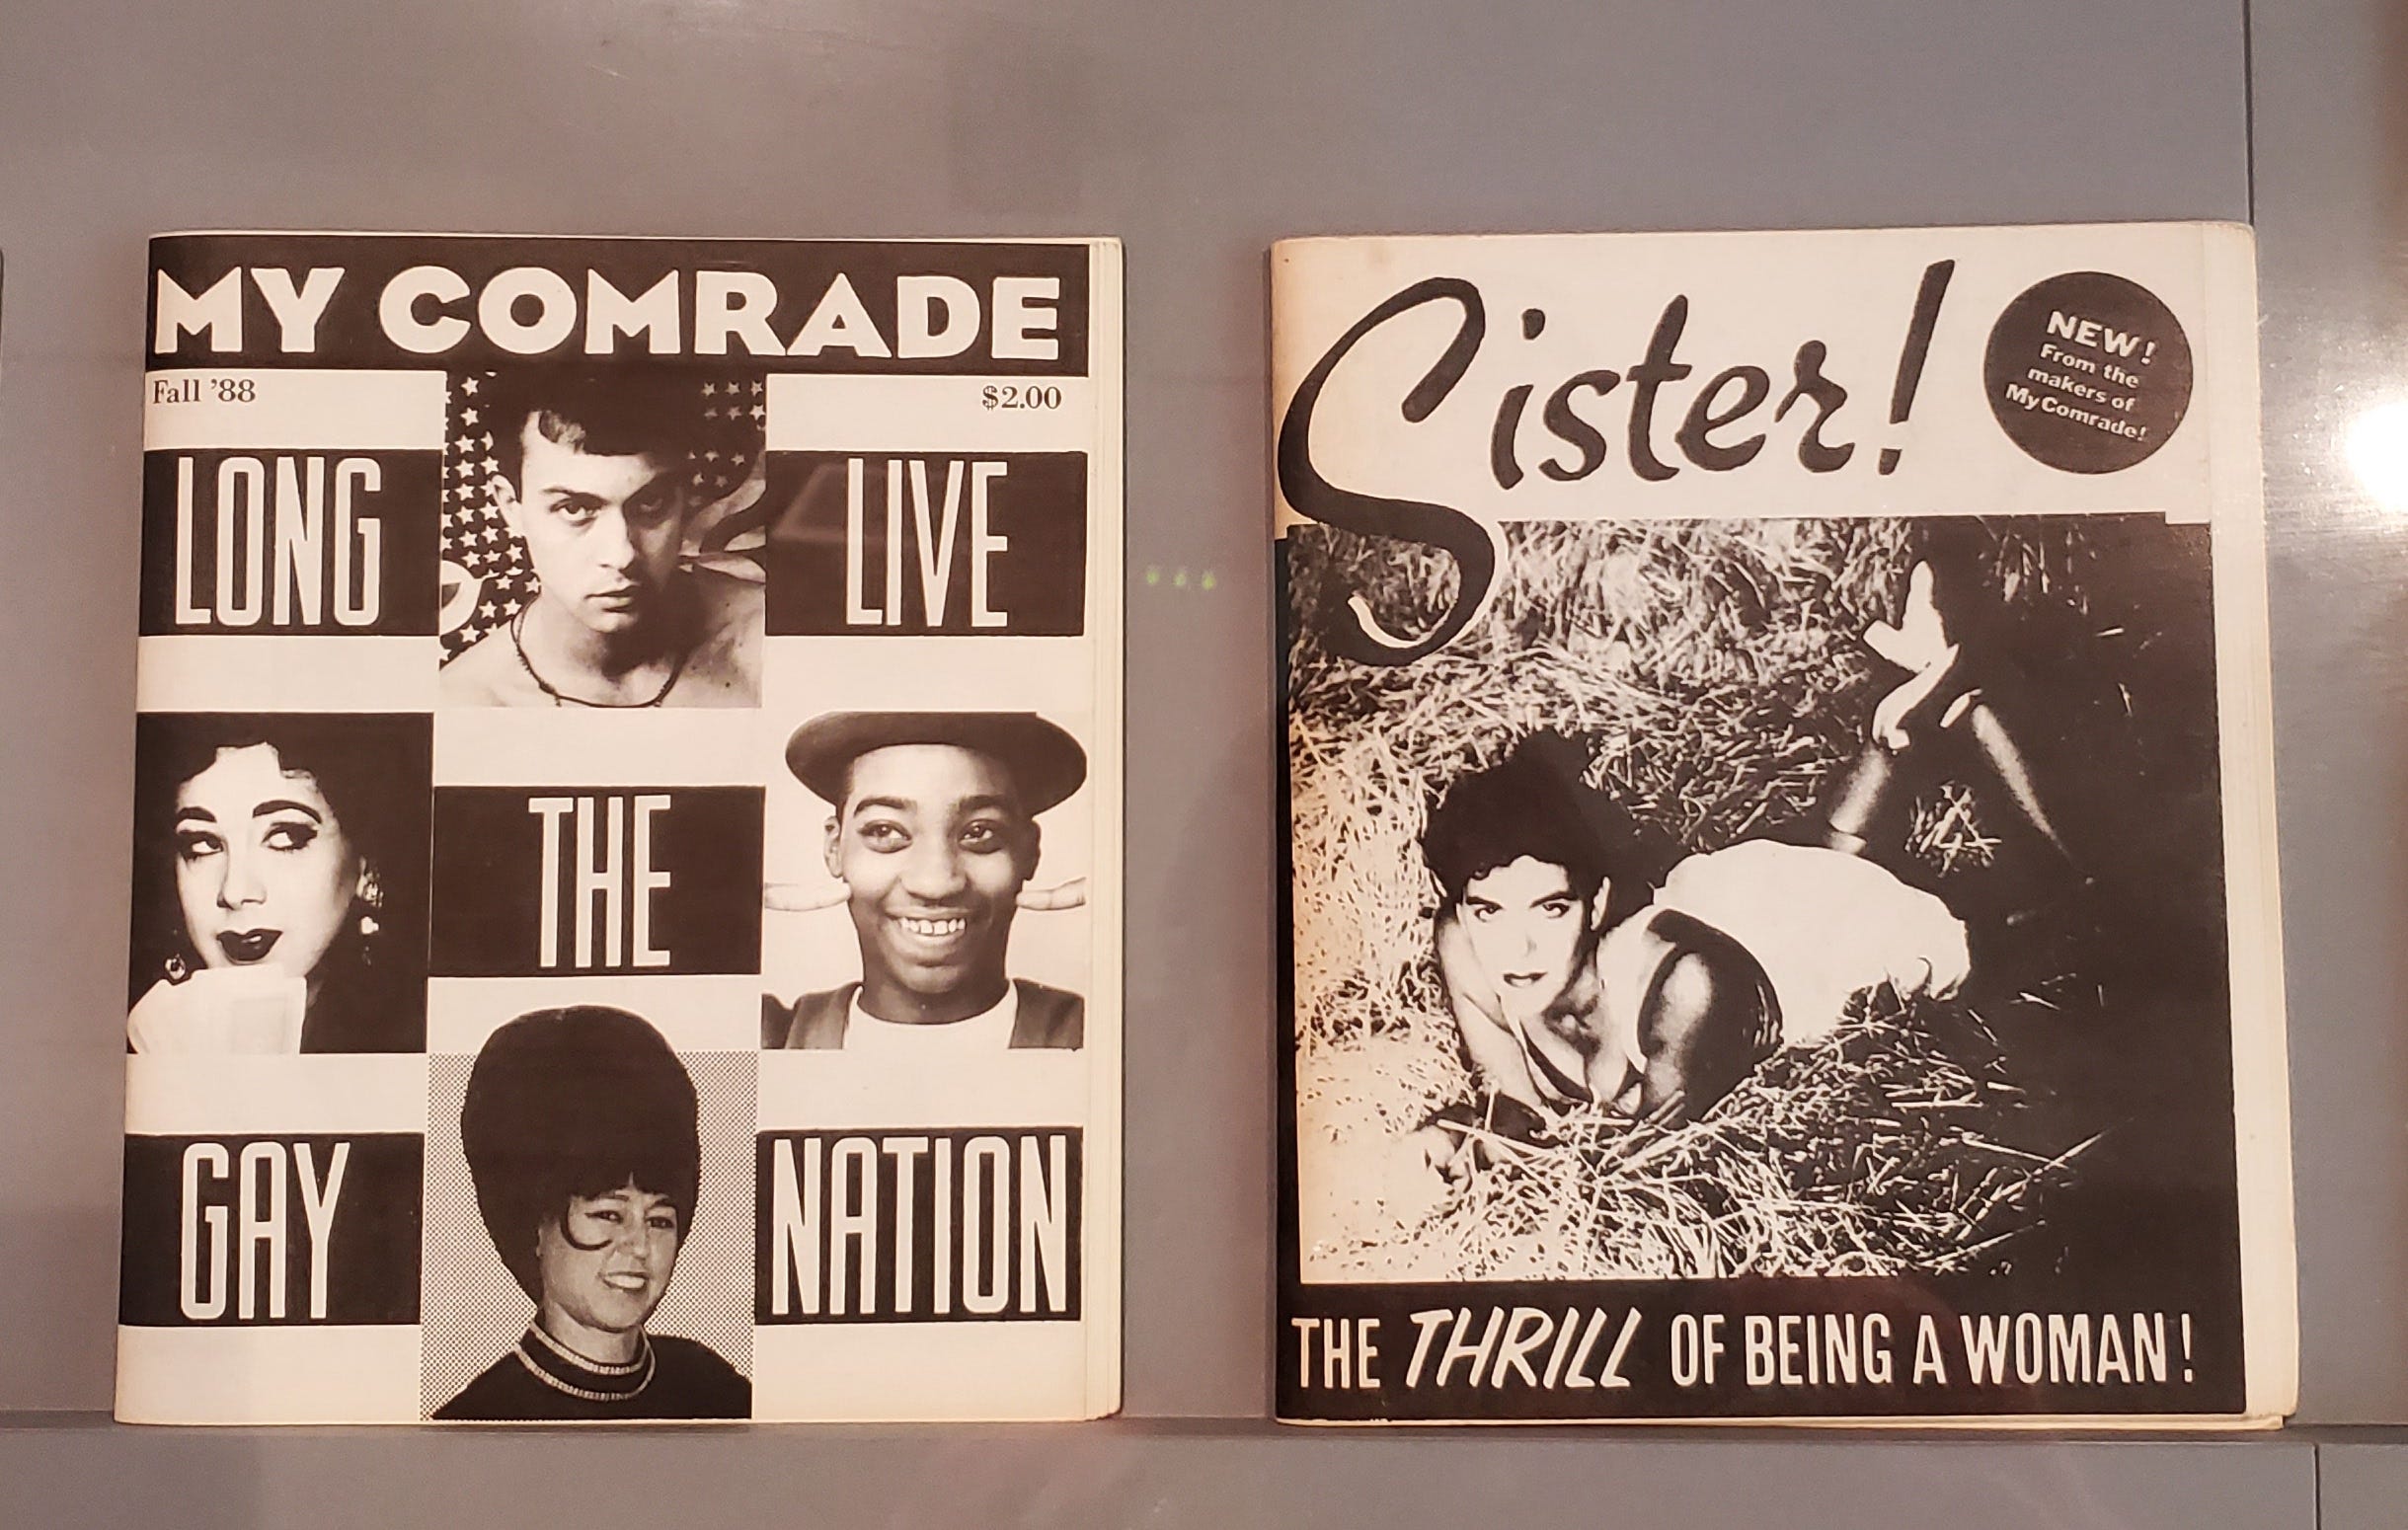 MY COMRADE
Fall '88
$2.00
LONG
LIVE
THE
GAY
NATION
Sister!
NEW!
From the
makers of
My Comrade!
THE THRILL OF BEING A WOMAN!